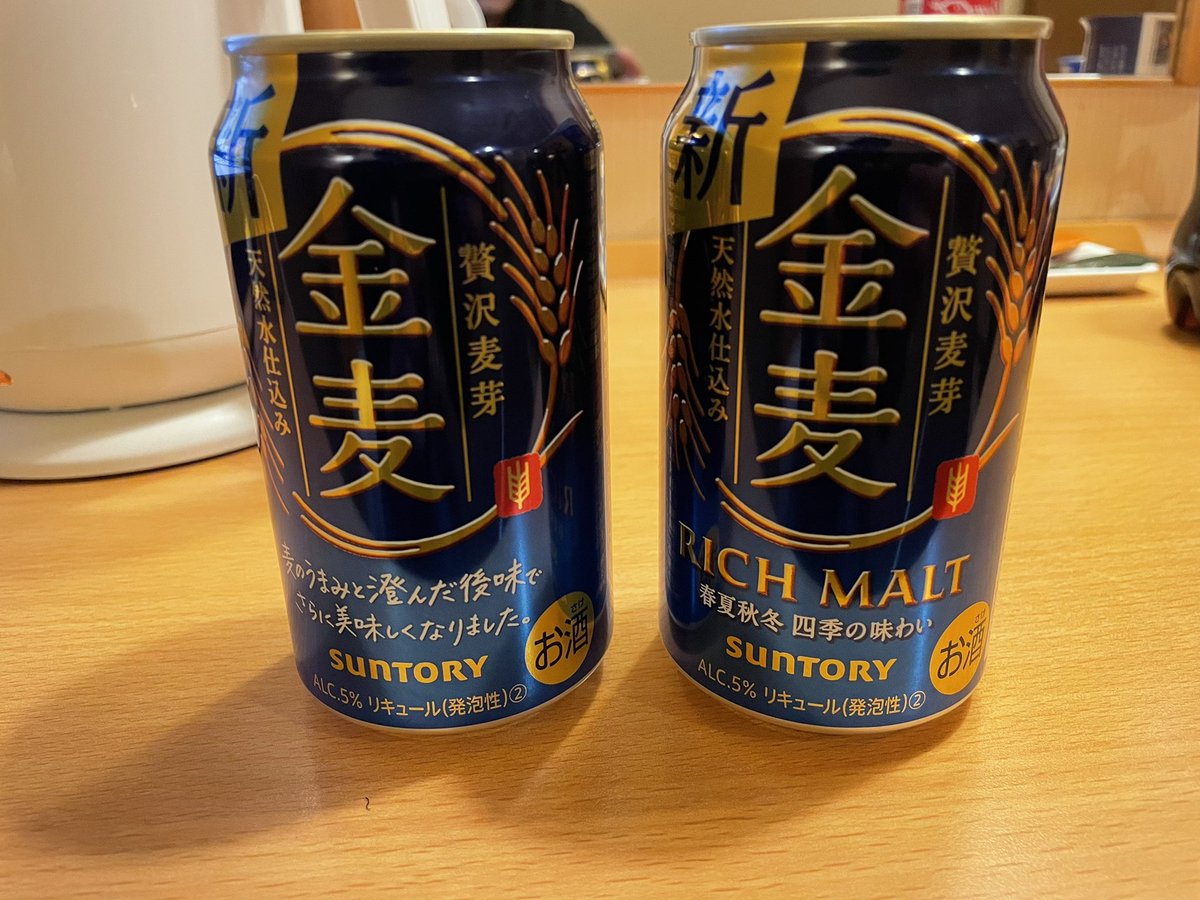 新
金麦
贅沢麦芽
天然水仕込み
麦のうまみと澄んだ後味で
さらに美味しくなりました。
SUNTORY
さけ
お酒
ALC.5% リキュール(発泡性)②
新
金麦
贅沢麦芽
天然水仕込み
RICH MALT
春夏秋冬 四季の味わい
SUNTORY
さけ
お酒
ALC.5% リキュール(発泡性)②